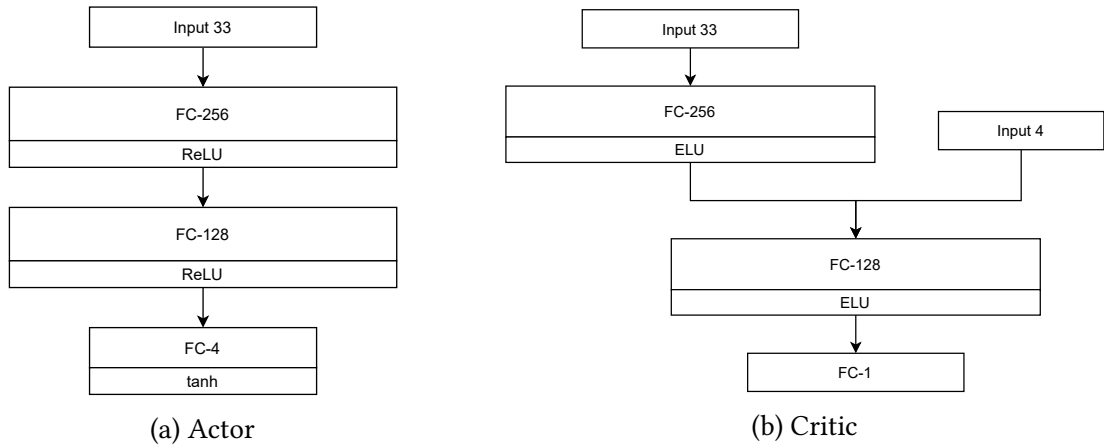 Input 33
FC-256
ReLU
FC-128
ReLU
FC-4
tanh
(a) Actor
Input 33
FC-256
ELU
Input 4
FC-128
ELU
FC-1
(b) Critic